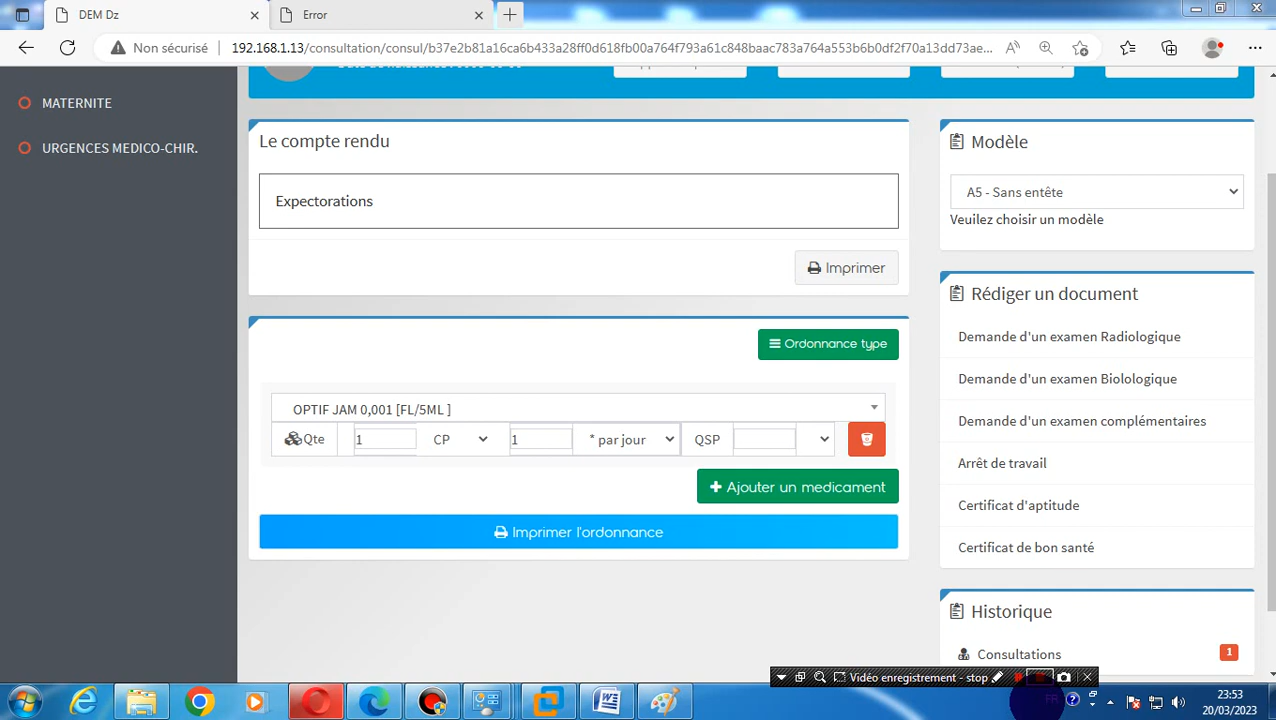 DEM Dz
Error
Non sécurisé
192.168.1.13/consultation/consul/b37e2b81a16ca6b433a28ff0d618fb00a764f793a61c848baac783a764a553b6b0df2f70a13dd73ae...
MATERNITE
URGENCES MEDICO-CHIR.
Le compte rendu
Expectorations
Imprimer
Ordonnance type
OPTIF JAM 0,001 [FL/5ML ]
Qte 1 CP 1 * par jour QSP
Ajouter un medicament
Imprimer l'ordonnance
Modèle
A5 - Sans entête
Veuilez choisir un modèle
Rédiger un document
Demande d'un examen Radiologique
Demande d'un examen Biolologique
Demande d'un examen complémentaires
Arrêt de travail
Certificat d'aptitude
Certificat de bon santé
Historique
Consultations 1
Vidéo enregistrement - stop
FR
23:53
20/03/2023